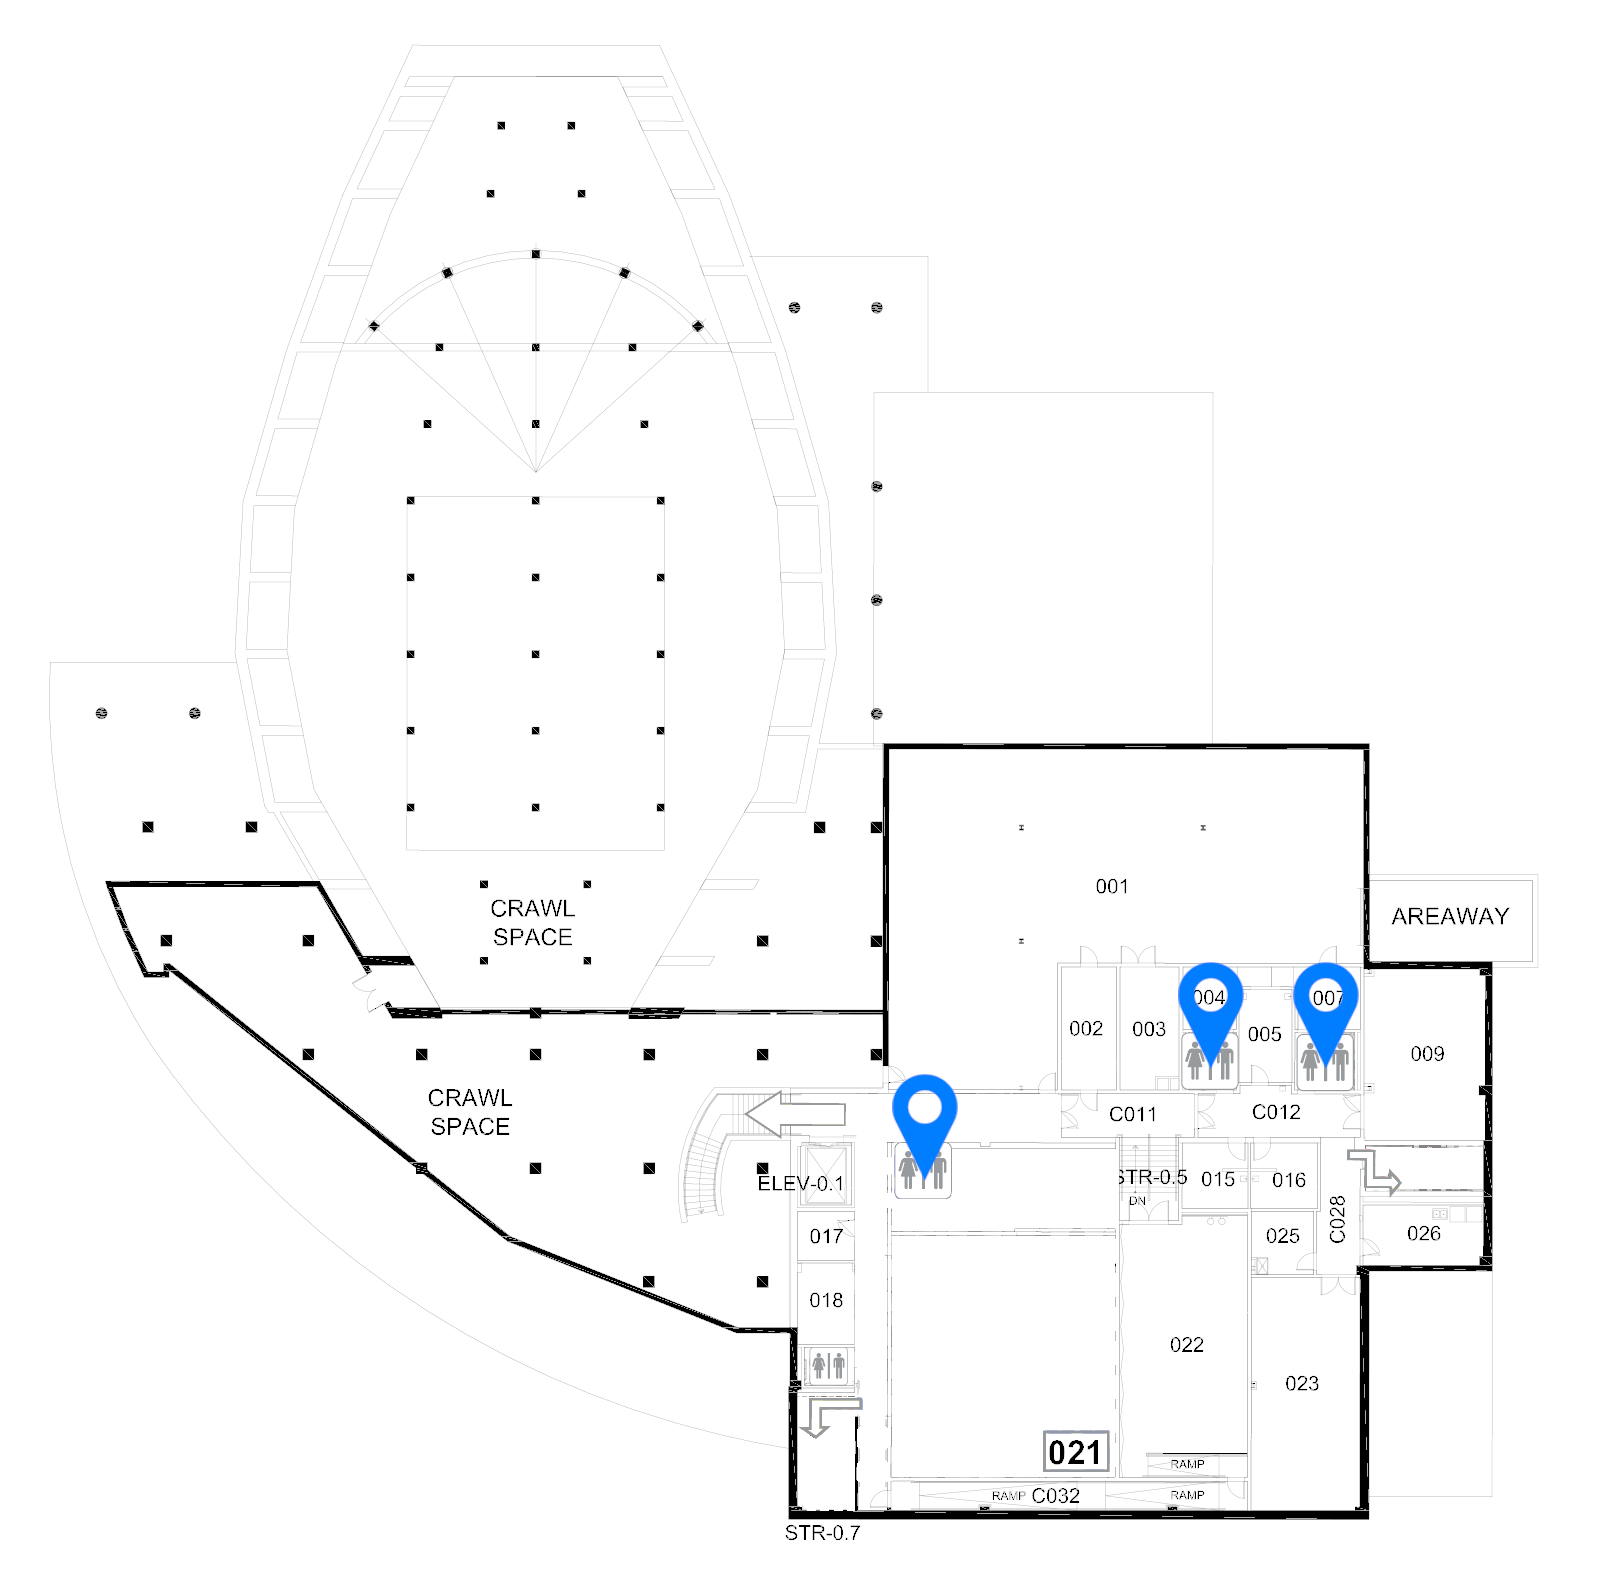 001
AREAWAY
CRAWL
SPACE
004
007
002
003
005
009
CRAWL
SPACE
C011
C012
ELEV-0.1
STR-0.5
DN
015
016
C028
017
025
026
018
022
023
021
RAMP
RAMP
C032
RAMP
STR-0.7